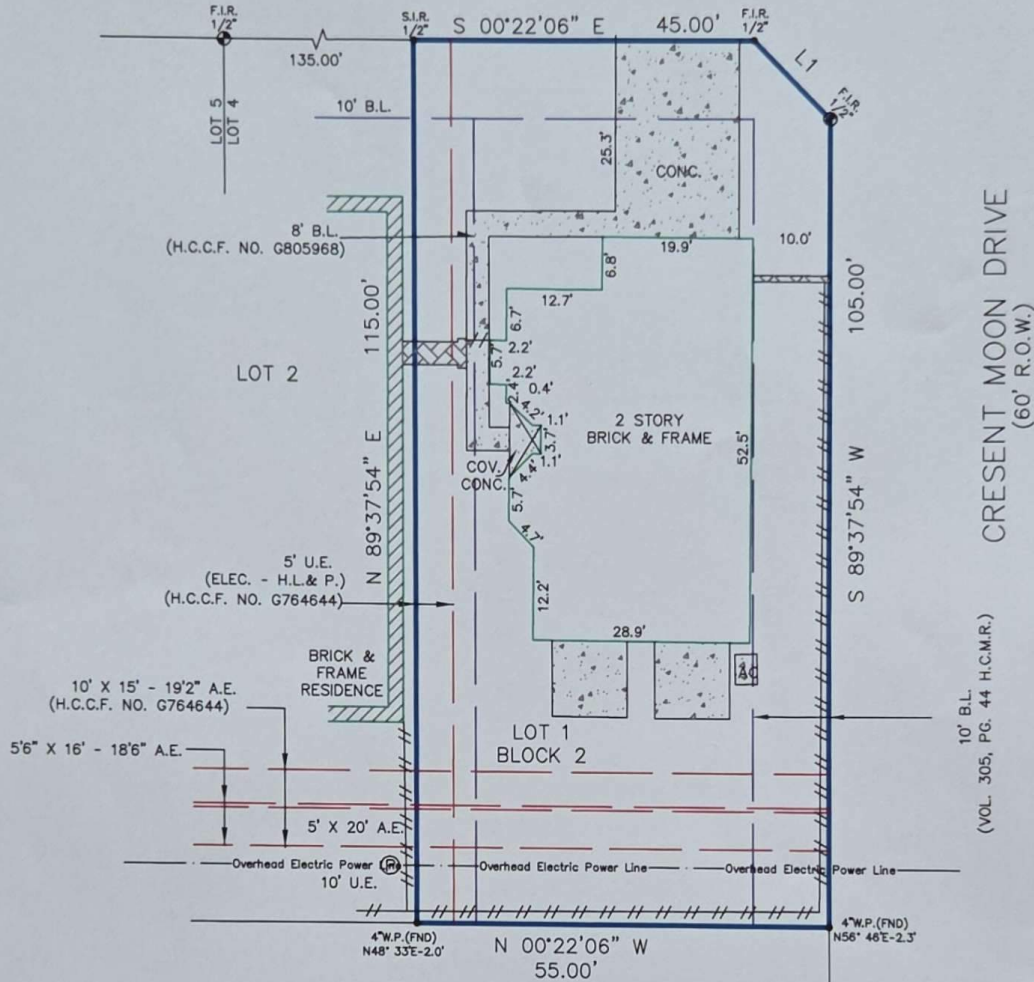 F.I.R.
1/2"
S.I.R.
1/2"
S 00°22'06" E 45.00'
F.I.R.
1/2"
135.00'
L1
F.I.R.
1/2"
LOT 5
LOT 4
10' B.L.
25.3'
CONC.
8' B.L.
(H.C.C.F. NO. G805968)
19.9'
10.0'
6.8'
12.7'
6.7'
N 89°37'54" E 115.00'
S 89°37'54" W 105.00'
CRESENT MOON DRIVE
(60' R.O.W.)
5.7'
2.2'
2.2'
LOT 2
2.4'
0.4'
4.2'
1.1'
3.7'
1.1'
4.4'
2 STORY
BRICK & FRAME
52.5'
COV.
CONC.
5.7'
4.7'
5' U.E.
(ELEC. - H.L.& P.)
(H.C.C.F. NO. G764644)
12.2'
28.9'
BRICK &
FRAME
RESIDENCE
AC
10' X 15' - 19'2" A.E.
(H.C.C.F. NO. G764644)
LOT 1
BLOCK 2
10' B.L.
(VOL. 305, PG. 44 H.C.M.R.)
5'6" X 16' - 18'6" A.E.
5' X 20' A.E.
Overhead Electric Power Line
P
Overhead Electric Power Line
Overhead Electric Power Line
10' U.E.
4"W.P.(FND)
N48° 33'E-2.0'
N 00°22'06" W
55.00'
4"W.P.(FND)
N56° 46'E-2.3'